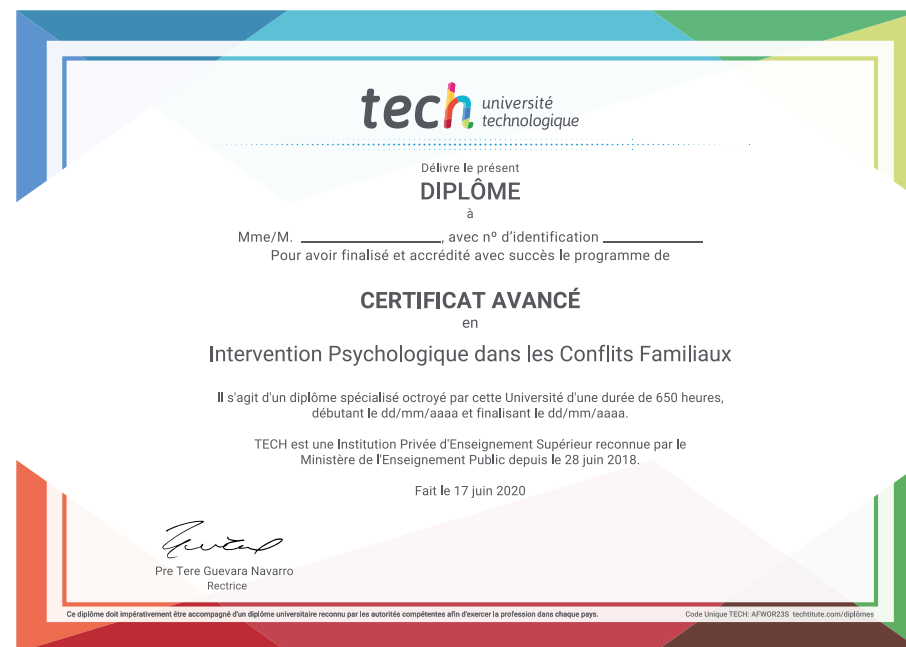 tech université
technologique
Délivre le présent
DIPLÔME
à
Mme/M. ____________________, avec nº d'identification ______________
Pour avoir finalisé et accrédité avec succès le programme de
CERTIFICAT AVANCÉ
en
Intervention Psychologique dans les Conflits Familiaux
Il s'agit d'un diplôme spécialisé octroyé par cette Université d'une durée de 650 heures,
débutant le dd/mm/aaaa et finalisant le dd/mm/aaaa.
TECH est une Institution Privée d'Enseignement Supérieur reconnue par le
Ministère de l'Enseignement Public depuis le 28 juin 2018.
Fait le 17 juin 2020
Pre Tere Guevara Navarro
Rectrice
Ce diplôme doit impérativement être accompagné d'un diplôme universitaire reconnu par les autorités compétentes afin d'exercer la profession dans chaque pays.
Code Unique TECH: AFWOR23S techtitute.com/diplômes